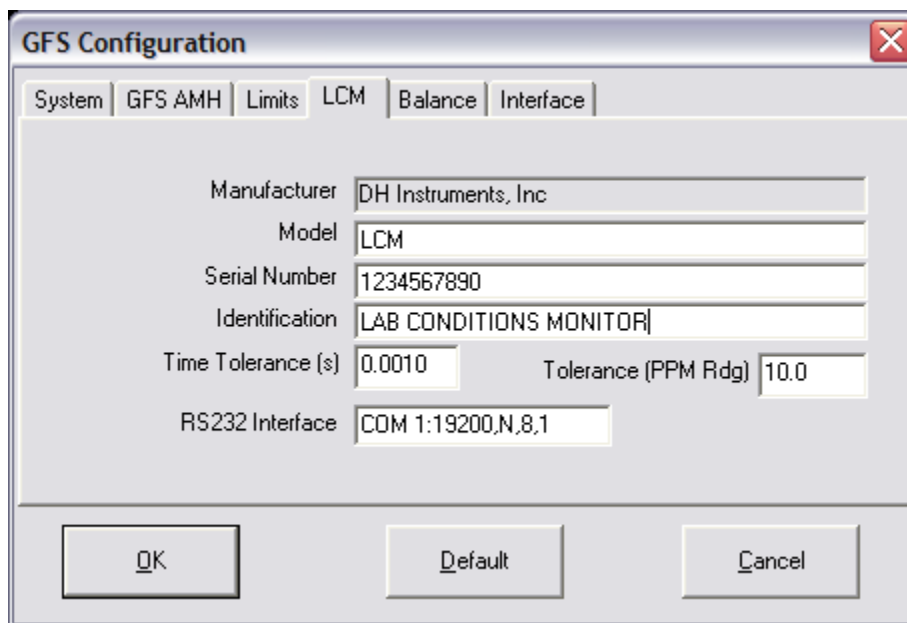 GFS Configuration
System GFS AMH Limits LCM Balance Interface
Manufacturer DH Instruments, Inc
Model LCM
Serial Number 1234567890
Identification LAB CONDITIONS MONITOR
Time Tolerance (s) 0.0010 Tolerance (PPM Rdg) 10.0
RS232 Interface COM 1:19200,N,8,1
OK Default Cancel